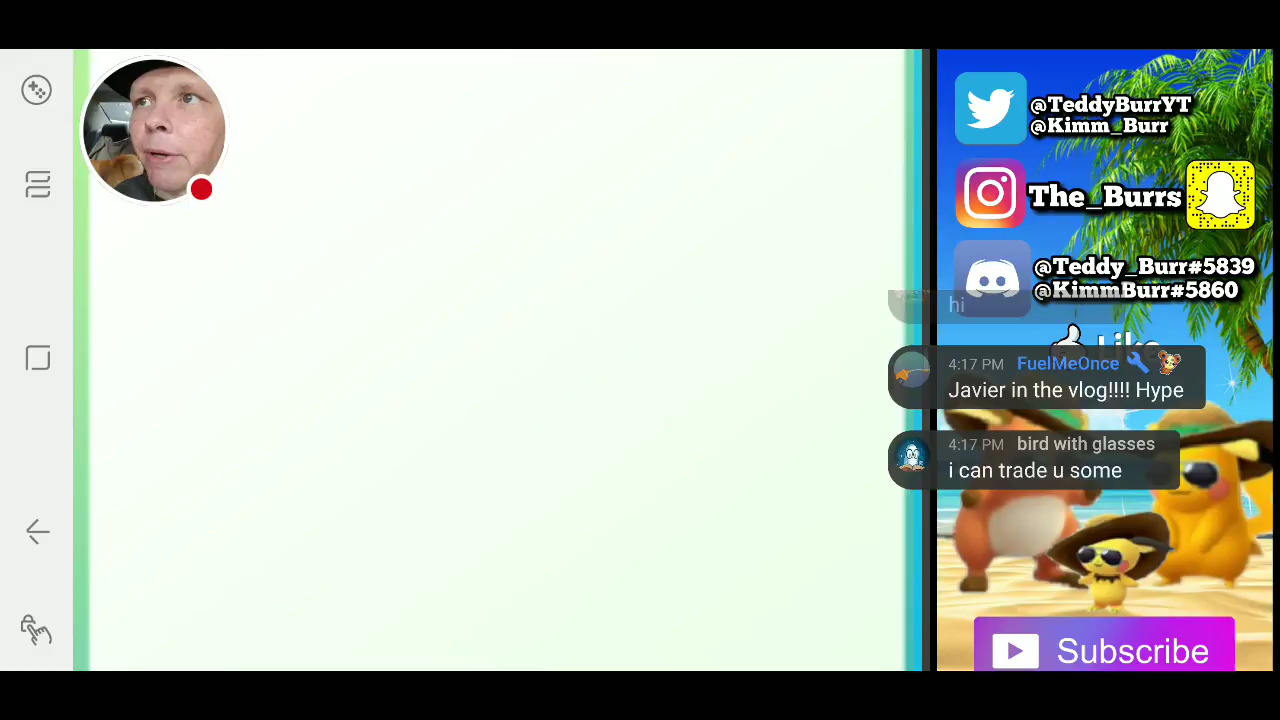 @TeddyBurrYT
@Kimm_Burr
The_Burrs
@Teddy_Burr#5839
@KimmBurr#5860
hi
Like
4:17 PM FuelMeOnce
Javier in the vlog!!!! Hype
4:17 PM bird with glasses
i can trade u some
Subscribe